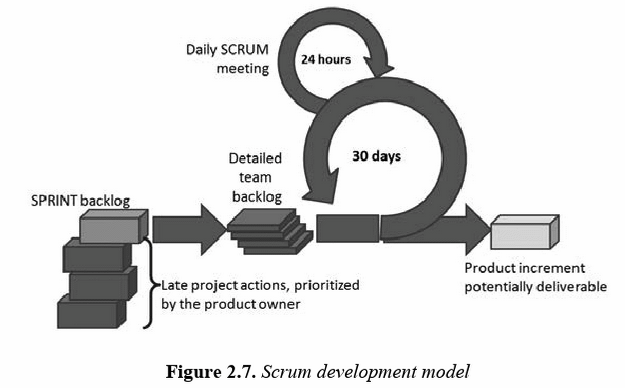 Daily SCRUM
meeting
24 hours
30 days
Detailed
team
backlog
SPRINT backlog
Late project actions, prioritized
by the product owner
Product increment
potentially deliverable
Figure 2.7. Scrum development model